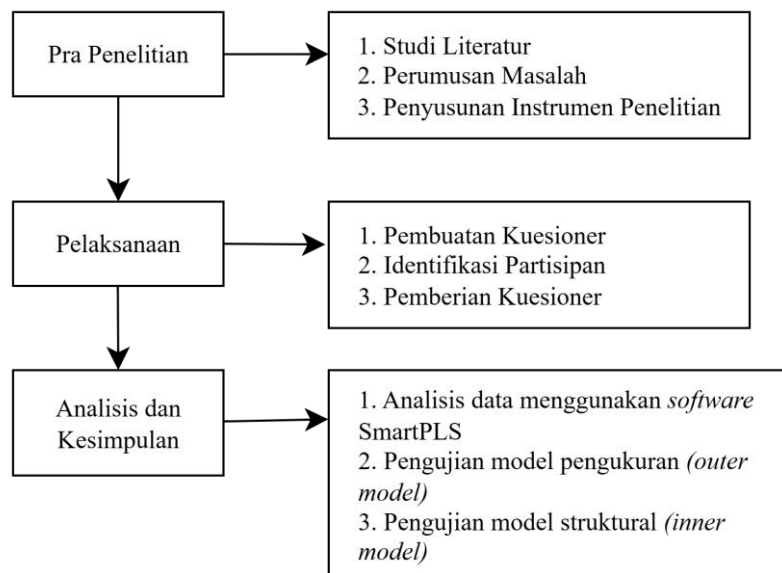 Pra Penelitian
1. Studi Literatur
2. Perumusan Masalah
3. Penyusunan Instrumen Penelitian
Pelaksanaan
1. Pembuatan Kuesioner
2. Identifikasi Partisipan
3. Pemberian Kuesioner
Analisis dan
Kesimpulan
1. Analisis data menggunakan software
SmartPLS
2. Pengujian model pengukuran (outer
model)
3. Pengujian model struktural (inner
model)